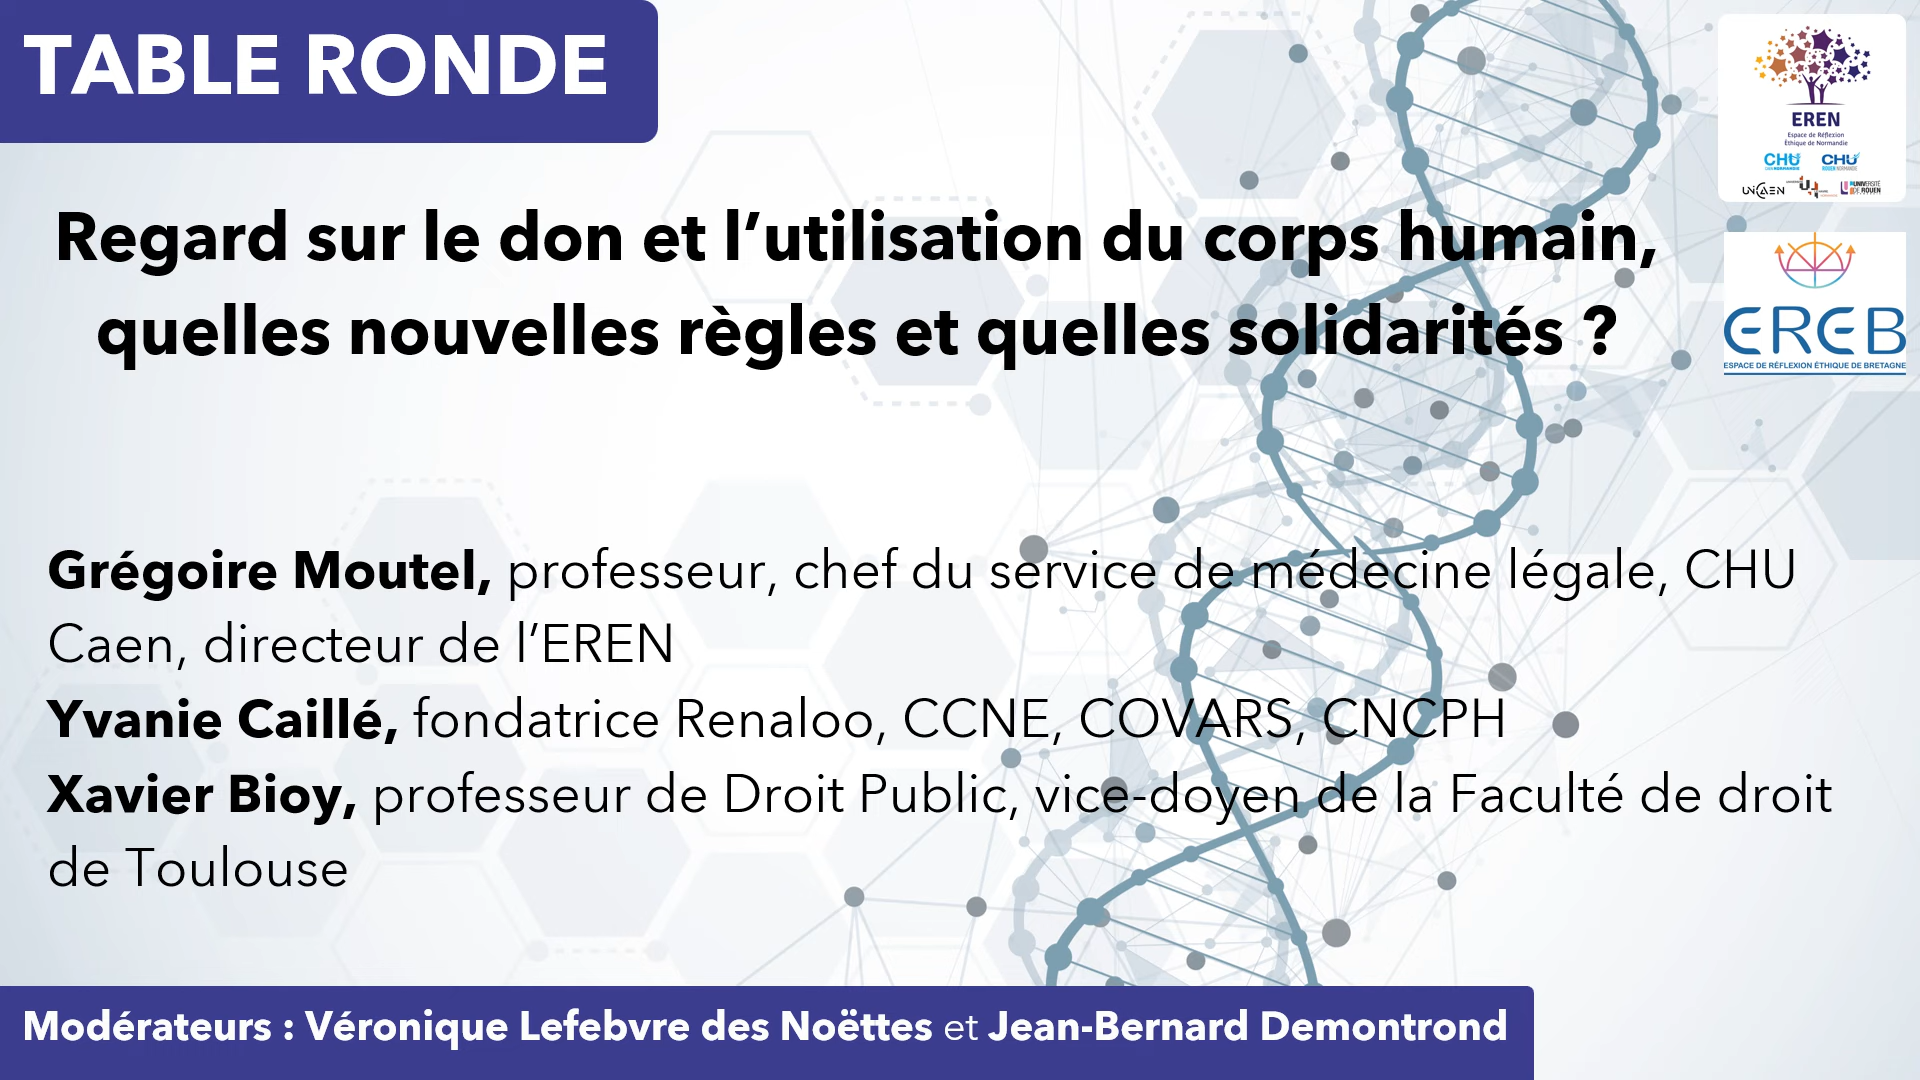 TABLE RONDE
EREN
Espace de Réflexion
Éthique de Normandie
CHU
CHU
UNICAEN
UNIVERSITÉ
DE ROUEN
Regard sur le don et l’utilisation du corps humain,
quelles nouvelles règles et quelles solidarités ?
EREB
ESPACE DE RÉFLEXION ÉTHIQUE DE BRETAGNE
Grégoire Moutel, professeur, chef du service de médecine légale, CHU
Caen, directeur de l’EREN
Yvanie Caillé, fondatrice Renaloo, CCNE, COVARS, CNCPH
Xavier Bioy, professeur de Droit Public, vice-doyen de la Faculté de droit
de Toulouse
Modérateurs : Véronique Lefebvre des Noëttes et Jean-Bernard Demontrond